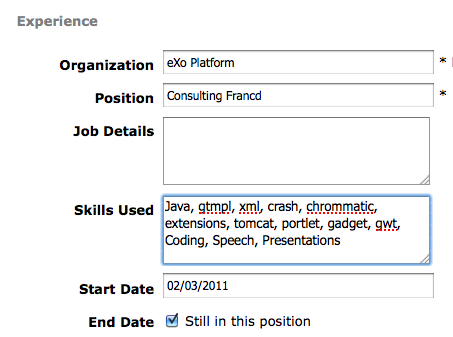 Experience
Organization eXo Platform *
Position Consulting Francd *
Job Details
Skills Used Java, gtmpl, xml, crash, chrommatic,
extensions, tomcat, portlet, gadget, gwt,
Coding, Speech, Presentations
Start Date 02/03/2011
End Date Still in this position